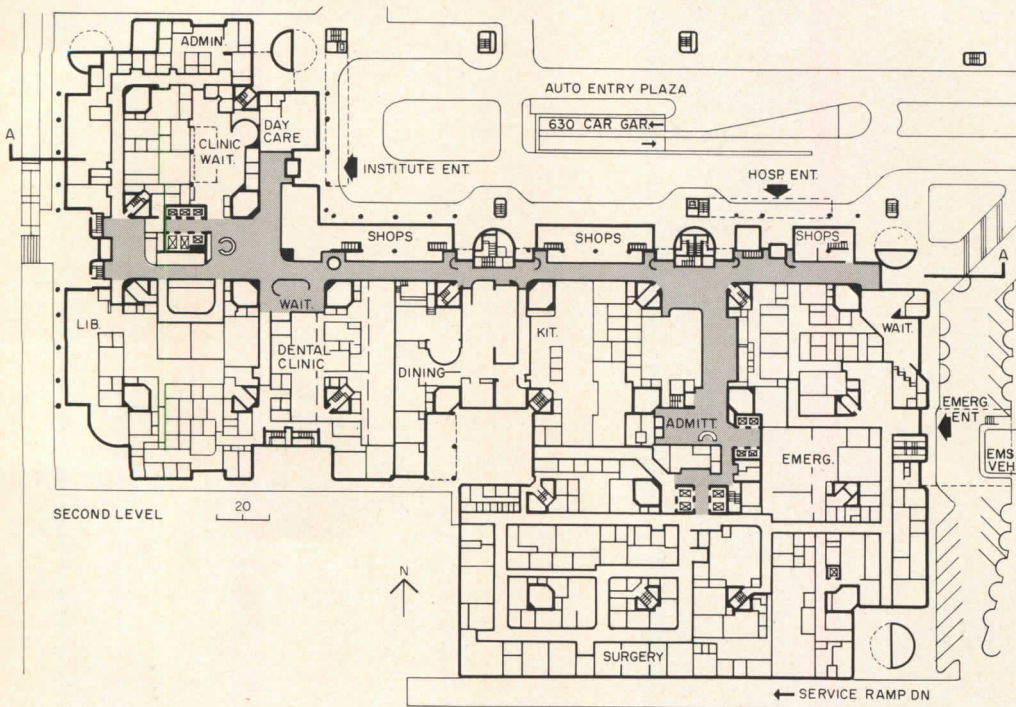 ADMIN.
AUTO ENTRY PLAZA
DAY
CARE
630 CAR GAR.
CLINIC
WAIT.
A
INSTITUTE ENT.
HOSP ENT.
SHOPS
SHOPS
SHOPS
A
WAIT.
LIB.
KIT.
WAIT.
DENTAL
CLINIC
DINING
EMERG.
ENT
ADMITT.
EMERG.
EMS
VEH
SECOND LEVEL
20
N
SURGERY
SERVICE RAMP DN